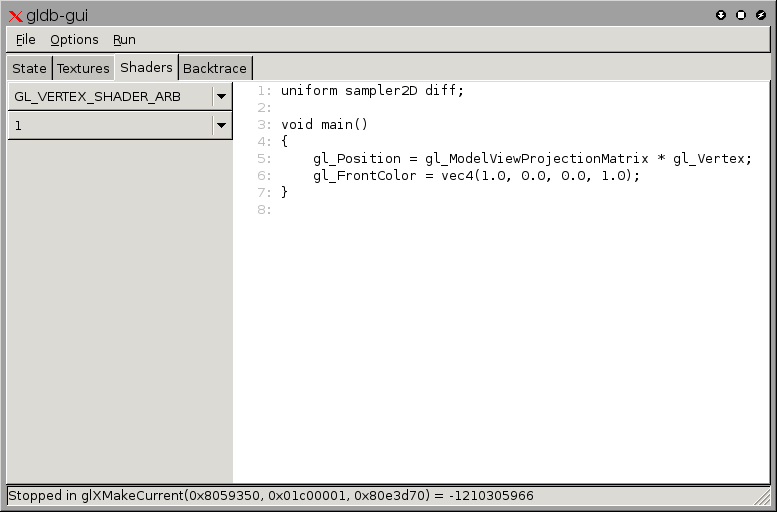 gldb-gui
File Options Run
State Textures Shaders Backtrace
GL_VERTEX_SHADER_ARB
1
1: uniform sampler2D diff;
2:
3: void main()
4: {
5:     gl_Position = gl_ModelViewProjectionMatrix * gl_Vertex;
6:     gl_FrontColor = vec4(1.0, 0.0, 0.0, 1.0);
7: }
8:
Stopped in glXMakeCurrent(0x8059350, 0x01c00001, 0x80e3d70) = -1210305966